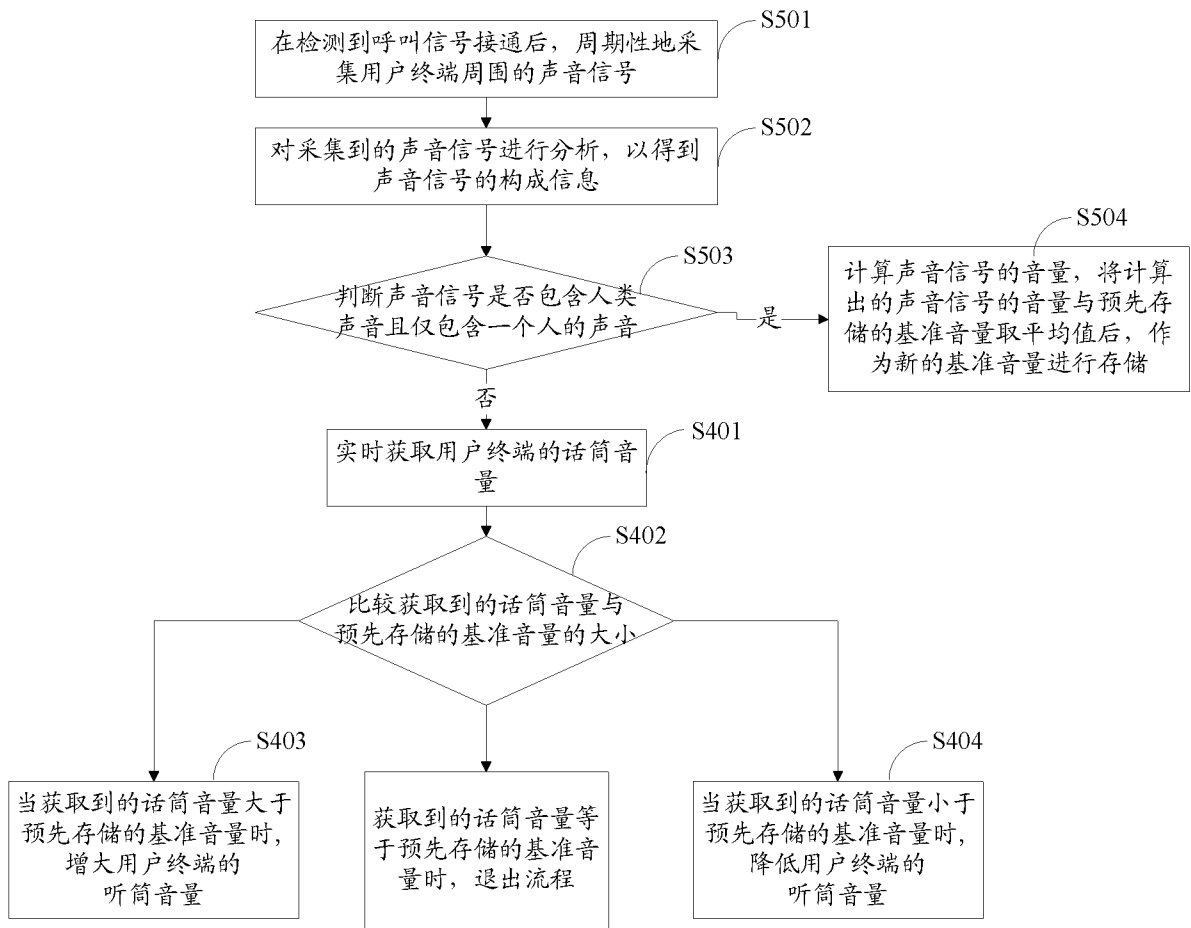 S501
在检测到呼叫信号接通后，周期性地采
集用户终端周围的声音信号
S502
对采集到的声音信号进行分析，以得到
声音信号的构成信息
S503
判断声音信号是否包含人类
声音且仅包含一个人的声音
是
S504
计算声音信号的音量，将计算
出的声音信号的音量与预先存
储的基准音量取平均值后，作
为新的基准音量进行存储
否
S401
实时获取用户终端的话筒音
量
S402
比较获取到的话筒音量与
预先存储的基准音量的大小
S403
当获取到的话筒音量大于
预先存储的基准音量时，
增大用户终端的
听筒音量
获取到的话筒音量等
于预先存储的基准音
量时，退出流程
S404
当获取到的话筒音量小于
预先存储的基准音量时，
降低用户终端的
听筒音量